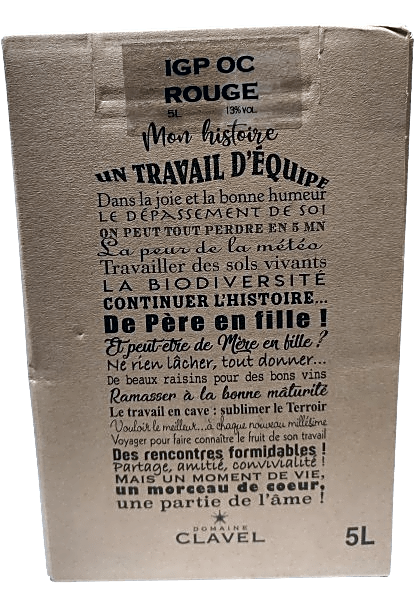 IGP OC
ROUGE
5L 13% VOL.
Mon histoire
UN TRAVAIL D'ÉQUIPE
Dans la joie et la bonne humeur
LE DÉPASSEMENT DE SOI
ON PEUT TOUT PERDRE EN 5 MN
La peur de la météo
Travailler des sols vivants
LA BIODIVERSITÉ
CONTINUER L'HISTOIRE...
De Père en fille !
Et peut-etre de Mère en fille ?
Ne rien lâcher, tout donner...
De beaux raisins pour des bons vins
Ramasser à la bonne maturité
Le travail en cave : sublimer le Terroir
Vouloir le meilleur...à chaque nouveau millésime
Voyager pour faire connaître le fruit de son travail
Des rencontres formidables !
Partage, amitié, convivialité !
MAIS UN MOMENT DE VIE,
un morceau de coeur,
une partie de l'âme !
DOMAINE
CLAVEL
5L